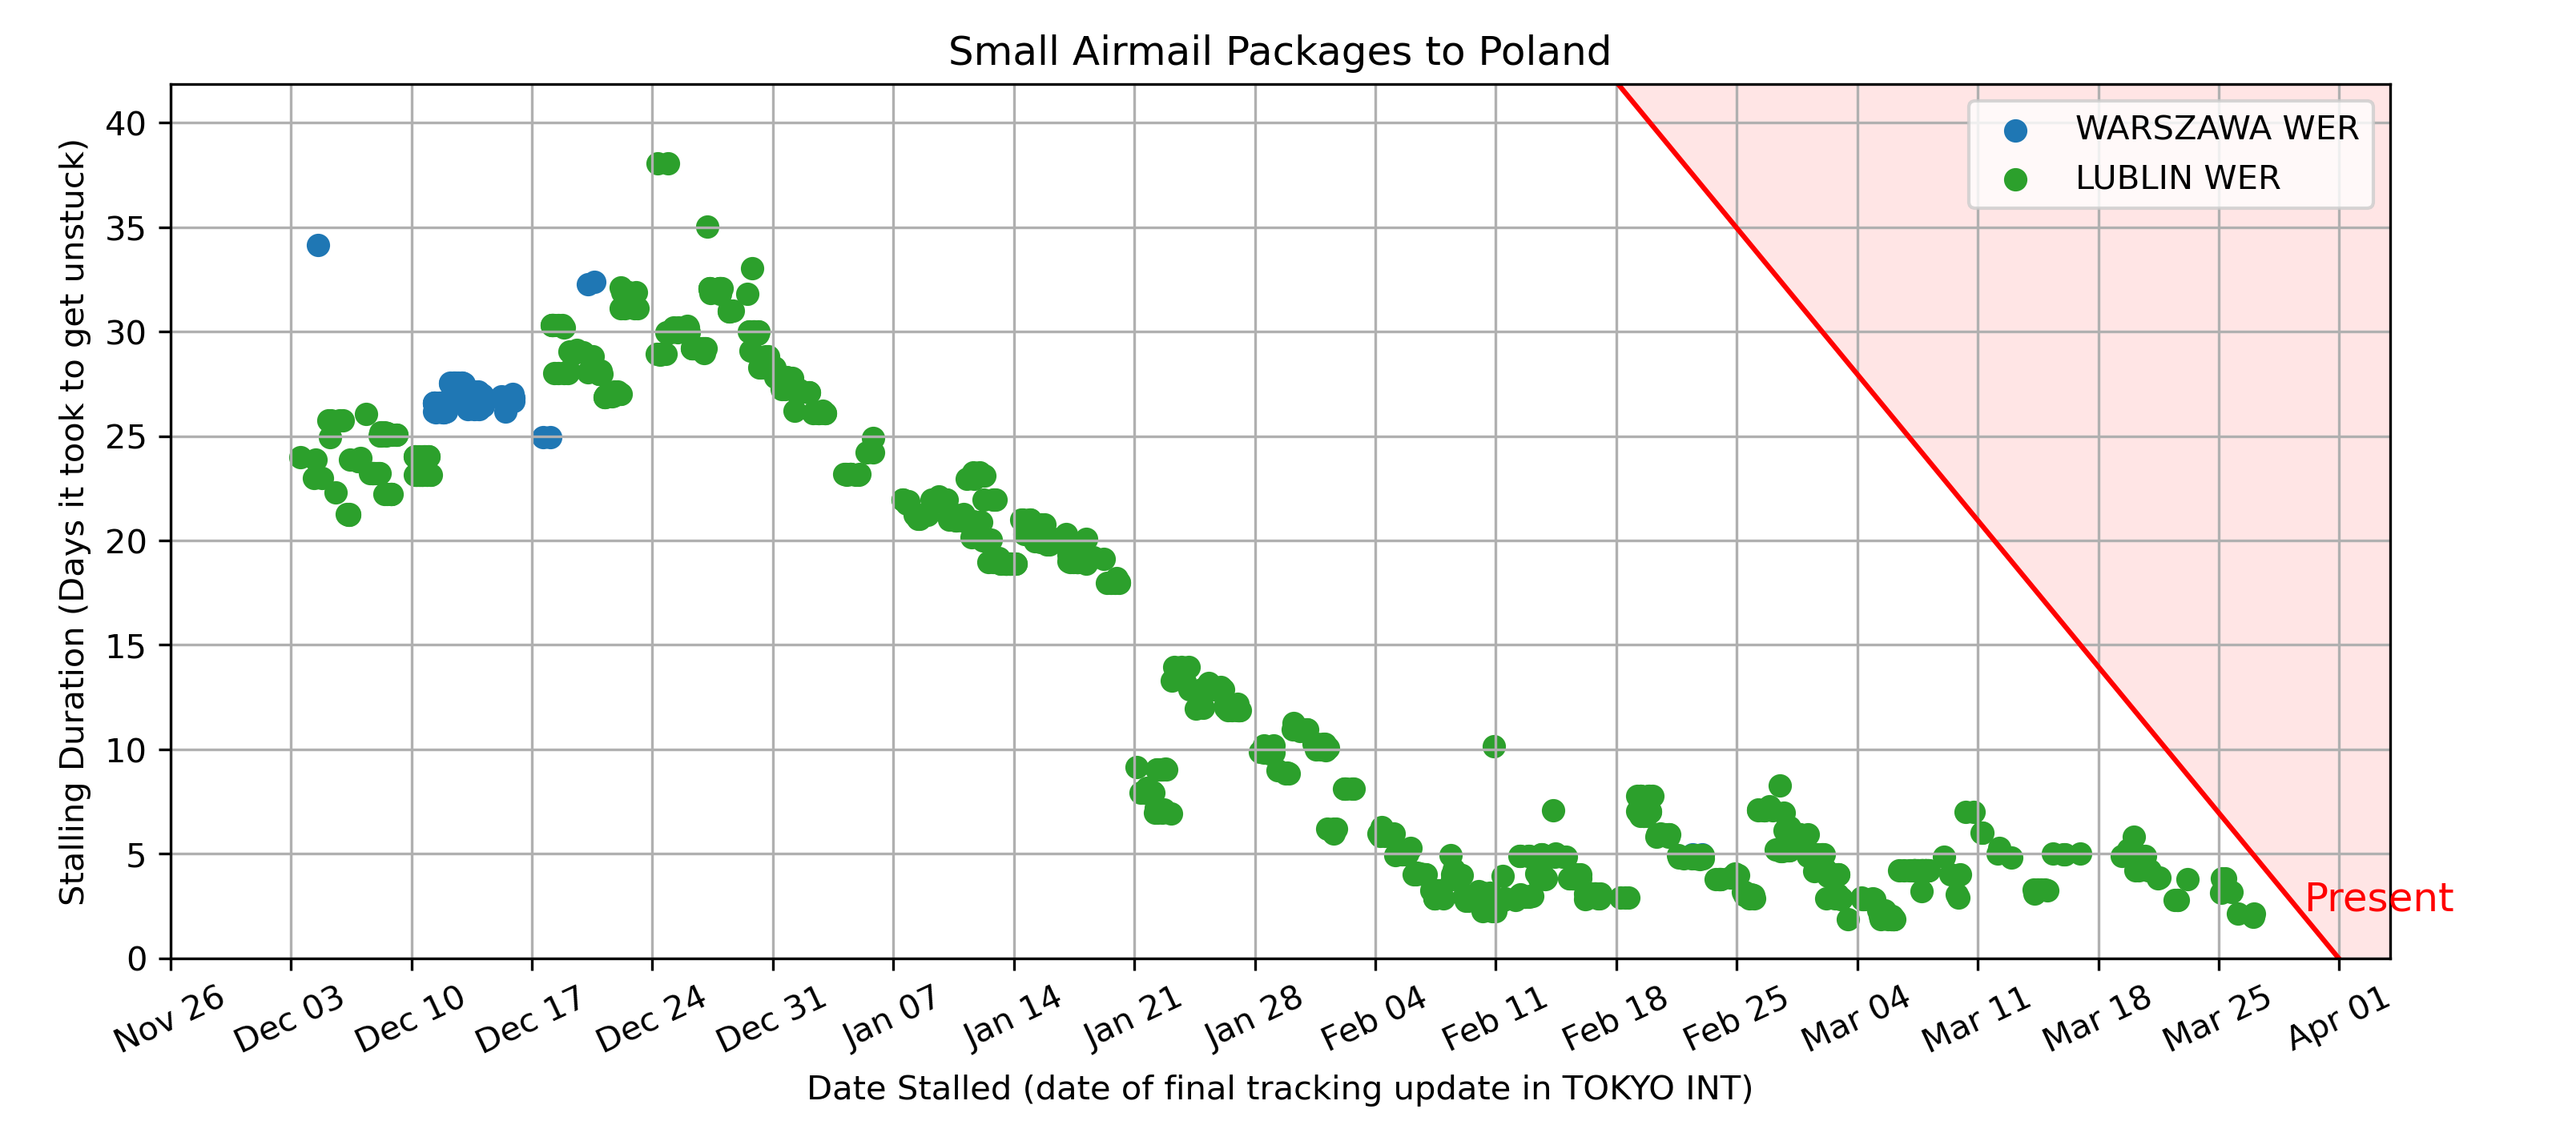 Small Airmail Packages to Poland
WARSZAWA WER
LUBLIN WER
Present
Stalling Duration (Days it took to get unstuck)
40
35
30
25
20
15
10
5
0
Nov 26
Dec 03
Dec 10
Dec 17
Dec 24
Dec 31
Jan 07
Jan 14
Jan 21
Jan 28
Feb 04
Feb 11
Feb 18
Feb 25
Mar 04
Mar 11
Mar 18
Mar 25
Apr 01
Date Stalled (date of final tracking update in TOKYO INT)